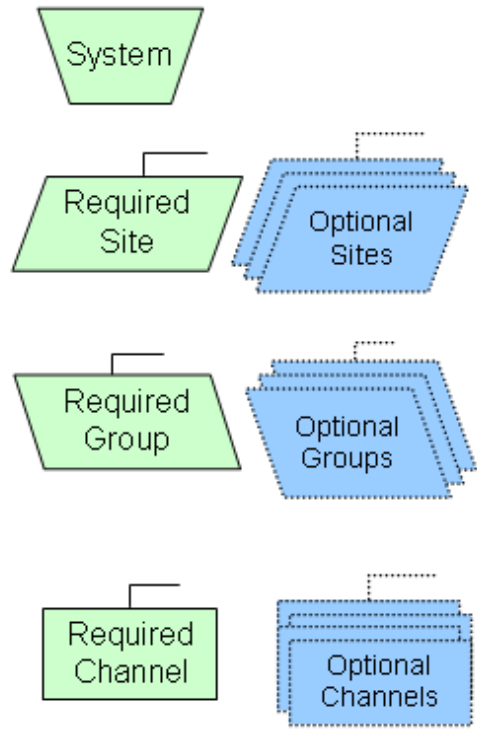 System
Required
Site
Optional
Sites
Required
Group
Optional
Groups
Required
Channel
Optional
Channels